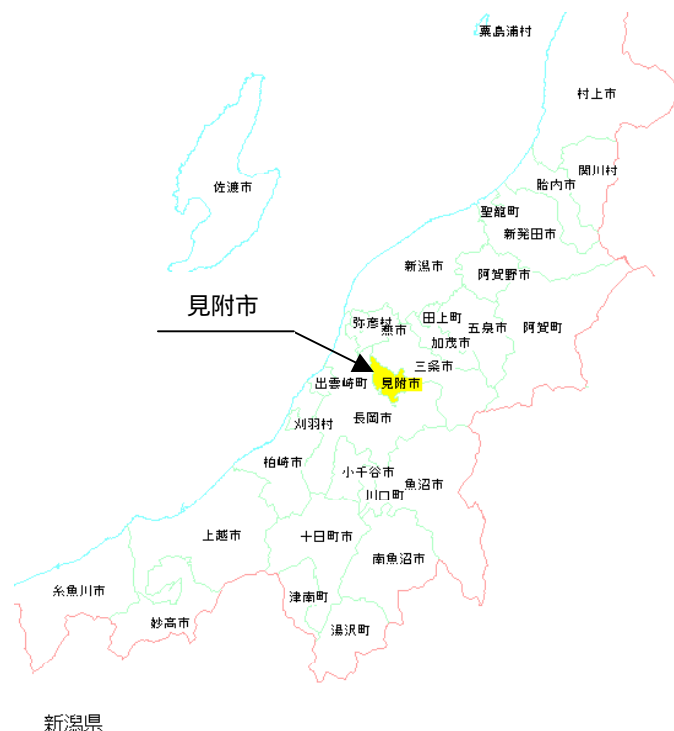 粟島浦村
村上市
関川村
胎内市
佐渡市
聖籠町
新発田市
新潟市
阿賀野市
見附市
弥彦村
燕市
田上町
五泉市
阿賀町
加茂市
三条市
出雲崎町
見附市
長岡市
刈羽村
柏崎市
小千谷市
魚沼市
川口町
上越市
十日町市
南魚沼市
糸魚川市
津南町
妙高市
湯沢町
新潟県